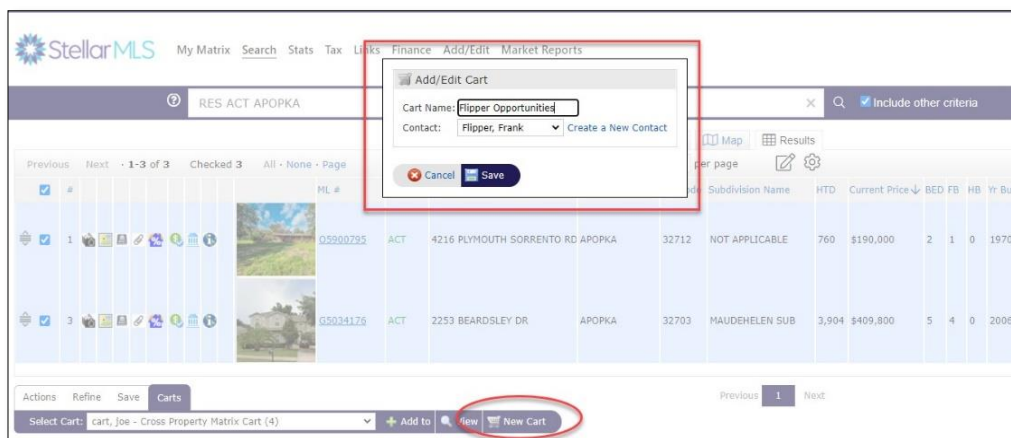 StellarMLS My Matrix Search Stats Tax Links Finance Add/Edit Market Reports
Add/Edit Cart
RES ACT APOPKA
Include other criteria
Cart Name: Flipper Opportunities
Contact: Flipper, Frank Create a New Contact
Map Results
Previous Next · 1-3 of 3 Checked 3 All · None · Page
per page
Cancel Save
# ML # Subdivision Name HTD Current Price BED FB HB Yr Bu
1 O5900795 ACT 4216 PLYMOUTH SORRENTO RD APOPKA 32712 NOT APPLICABLE 760 $190,000 2 1 0 1970
3 G5034176 ACT 2253 BEARDSLEY DR APOPKA 32703 MAUDEHELEN SUB 3,904 $409,800 5 4 0 2006
Actions Refine Save Carts
Previous 1 Next
Select Cart: cart, joe - Cross Property Matrix Cart (4) Add to View New Cart